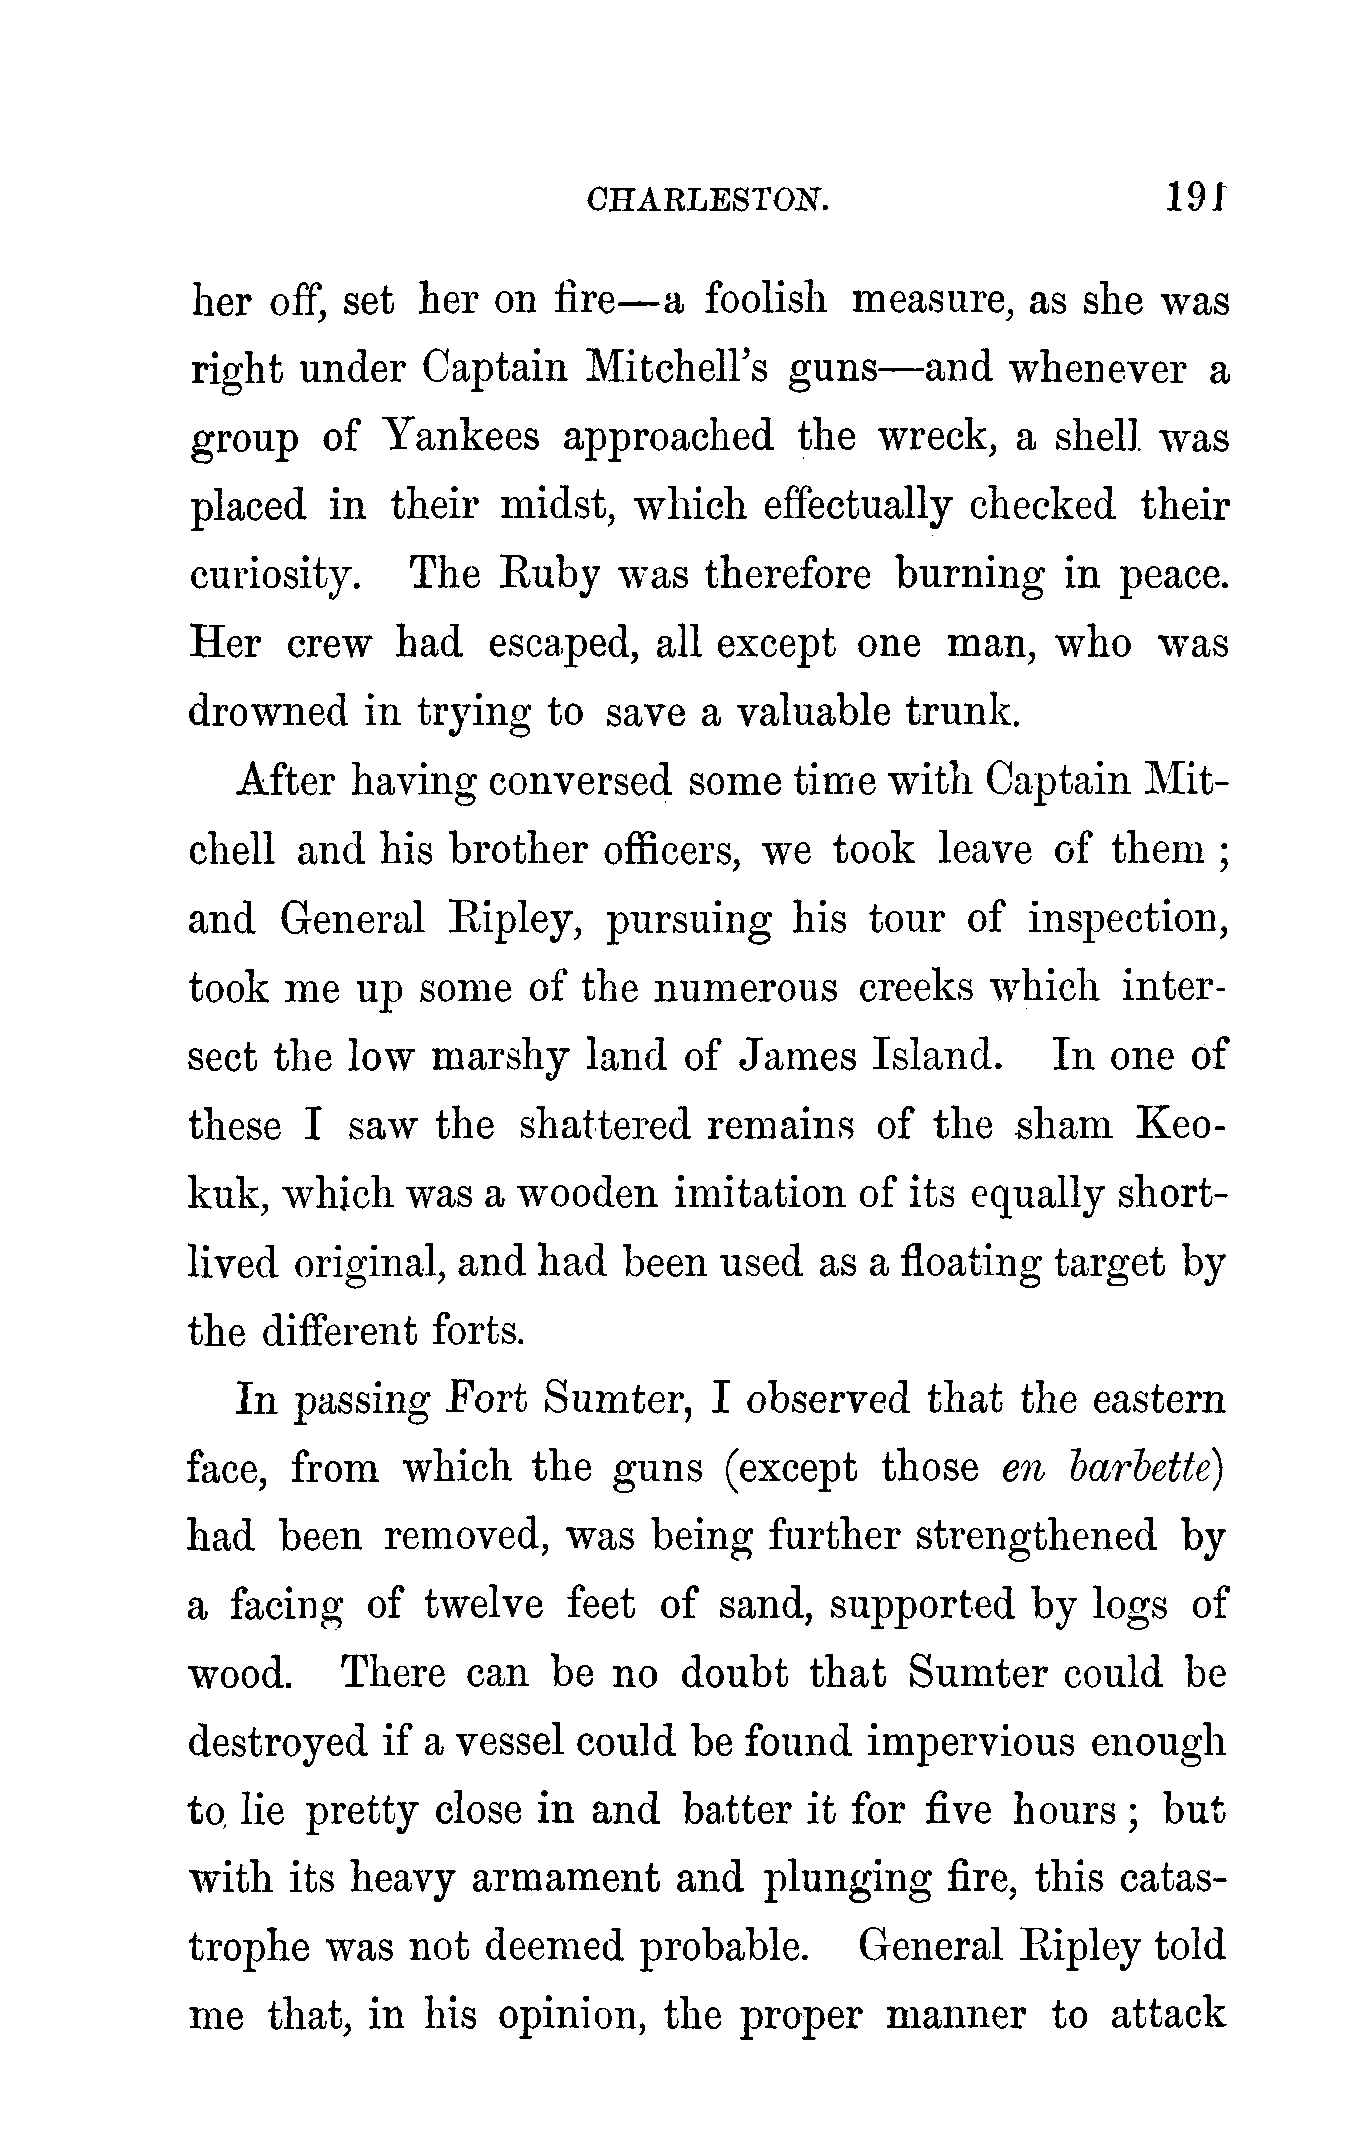 CHARLESTON. 191
her off, set her on fire—a foolish measure, as she was
right under Captain Mitchell's guns—and whenever a
group of Yankees approached the wreck, a shell was
placed in their midst, which effectually checked their
curiosity. The Ruby was therefore burning in peace.
Her crew had escaped, all except one man, who was
drowned in trying to save a valuable trunk.
After having conversed some time with Captain Mit-
chell and his brother officers, we took leave of them ;
and General Ripley, pursuing his tour of inspection,
took me up some of the numerous creeks which inter-
sect the low marshy land of James Island. In one of
these I saw the shattered remains of the sham Keo-
kuk, which was a wooden imitation of its equally short-
lived original, and had been used as a floating target by
the different forts.
In passing Fort Sumter, I observed that the eastern
face, from which the guns (except those en barbette)
had been removed, was being further strengthened by
a facing of twelve feet of sand, supported by logs of
wood. There can be no doubt that Sumter could be
destroyed if a vessel could be found impervious enough
to lie pretty close in and batter it for five hours ; but
with its heavy armament and plunging fire, this catas-
trophe was not deemed probable. General Ripley told
me that, in his opinion, the proper manner to attack